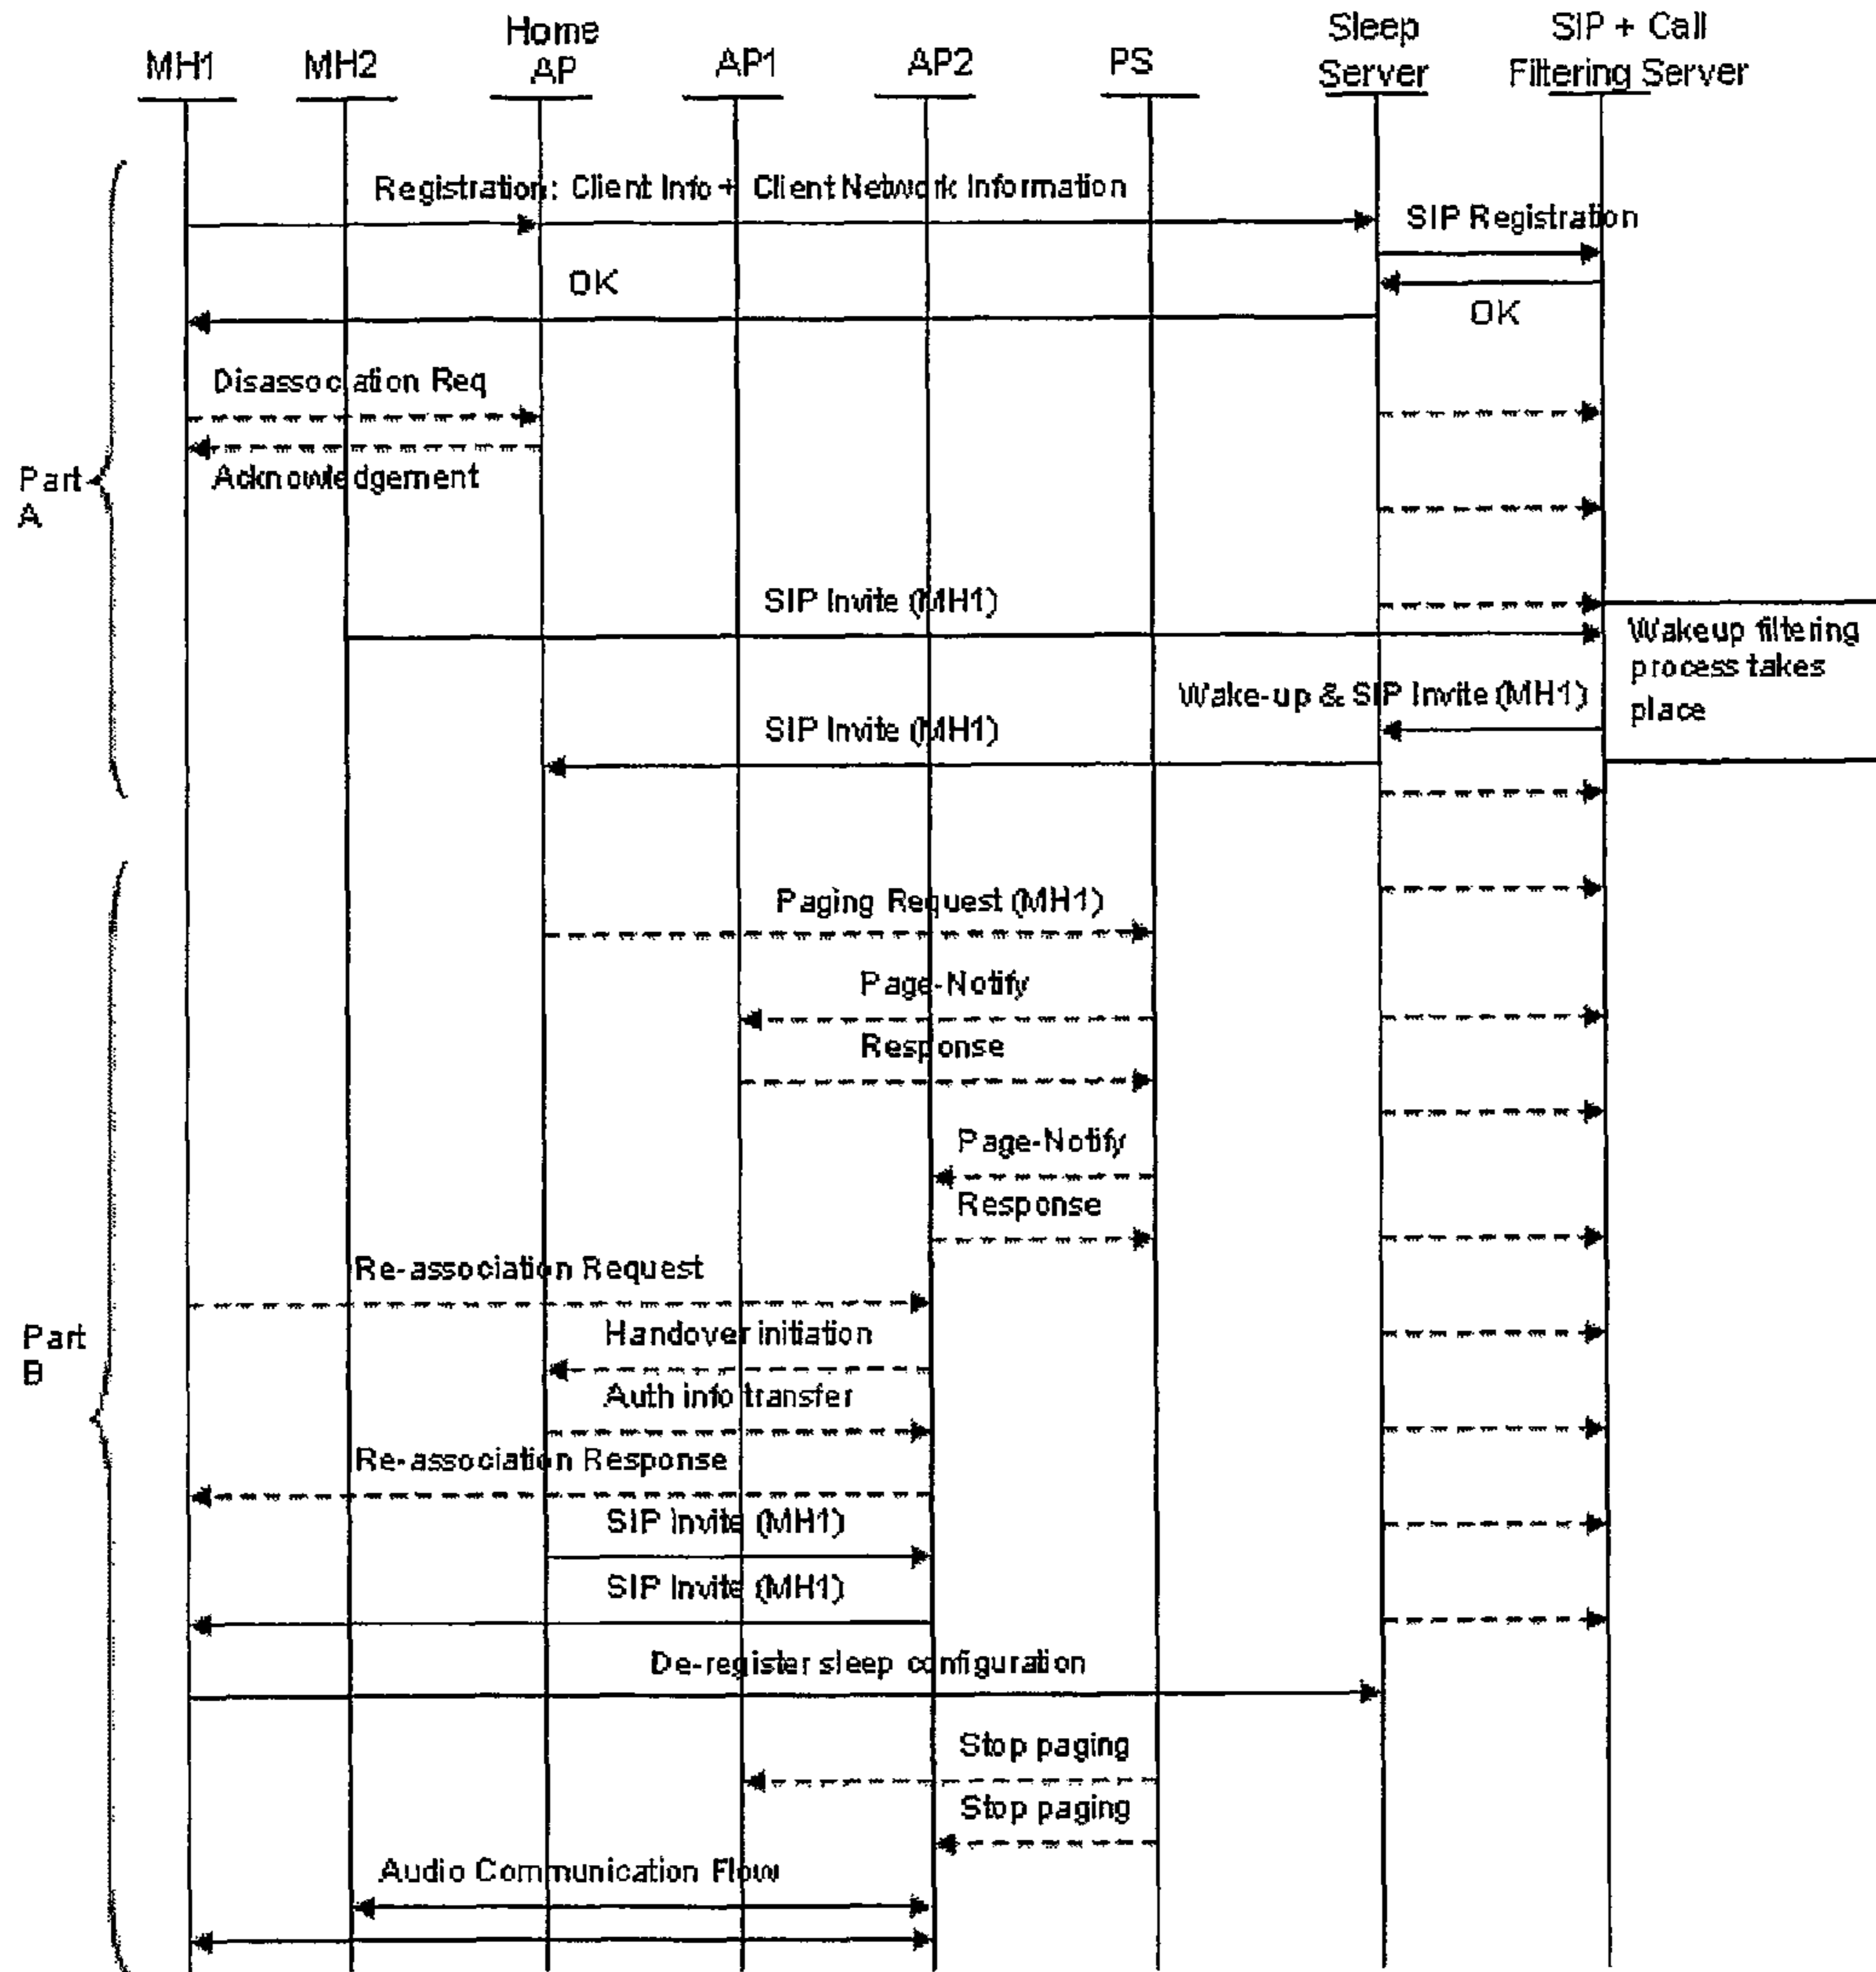 MH1
MH2
Home
AP
AP1
AP2
PS
Sleep
Server
SIP + Call
Filtering Server
Registration: Client Info + Client Network Information
SIP Registration
OK
OK
Disassociation Req
Acknowledgement
Part
A
SIP Invite (MH1)
Wakeup filtering
process takes
place
Wake-up & SIP Invite (MH1)
SIP Invite (MH1)
Paging Request (MH1)
Page-Notify
Response
Page-Notify
Response
Re-association Request
Handover initiation
Part
B
Auth info transfer
Re-association Response
SIP Invite (MH1)
SIP Invite (MH1)
De-register sleep configuration
Stop paging
Stop paging
Audio Communication Flow